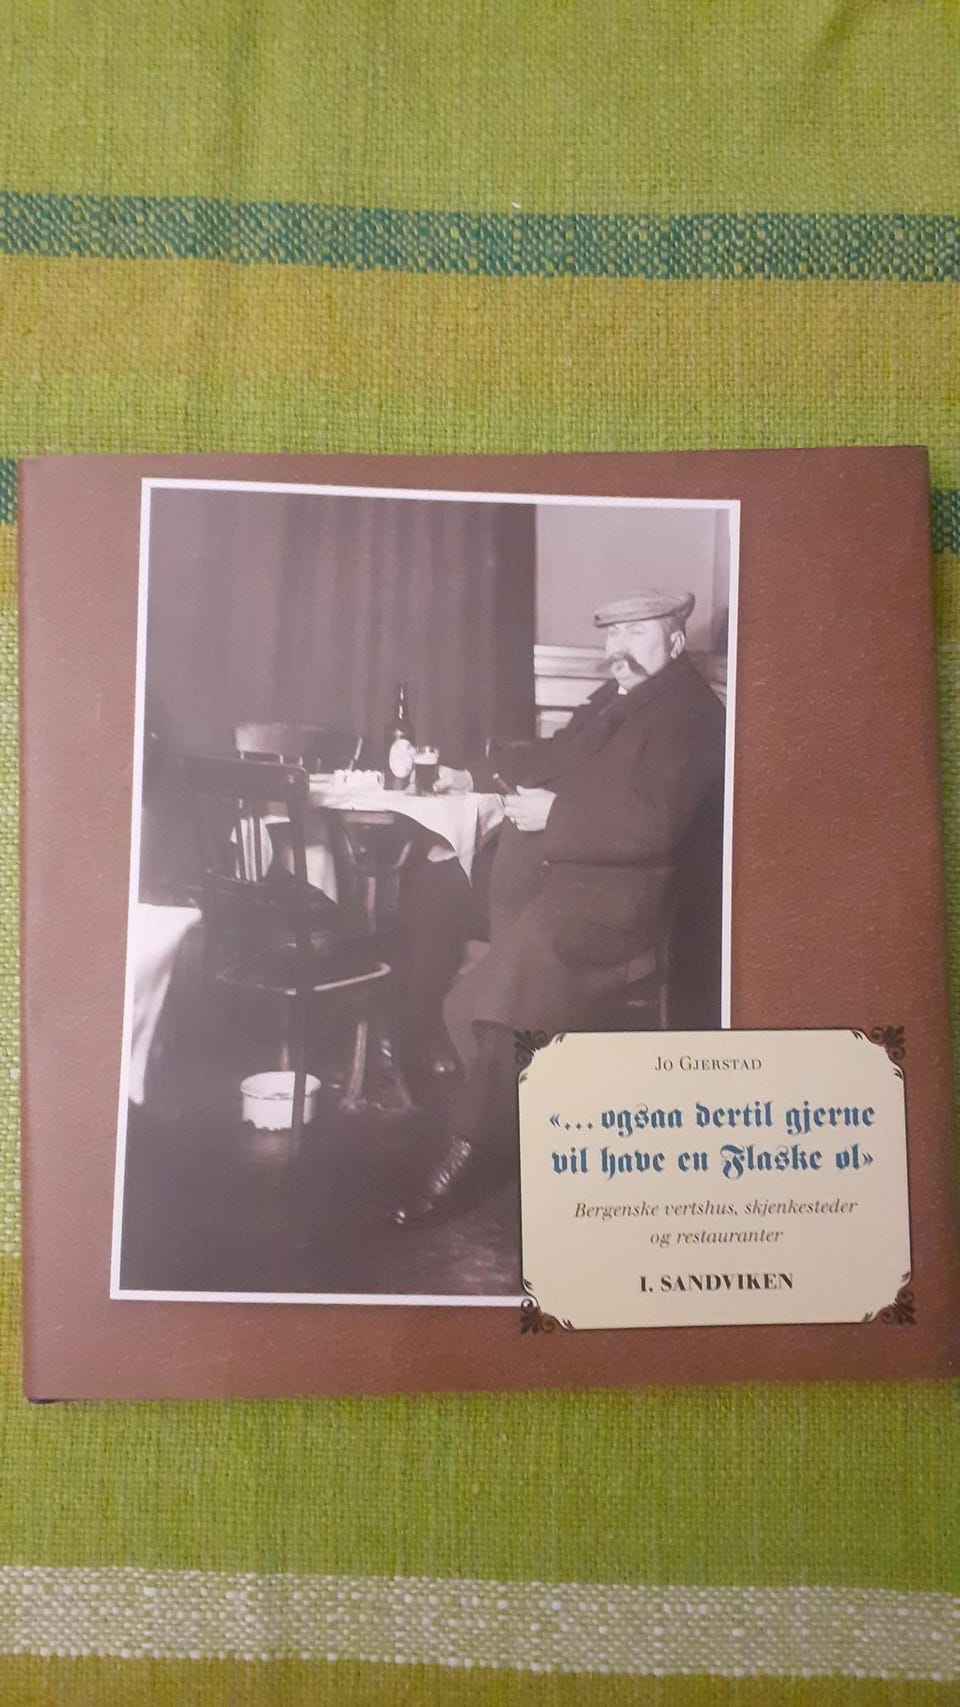 Jo Gjerstad
«... ogsaa dertil gjerne
vil have en Flaske øl»
Bergenske vertshus, skjenkesteder
og restauranter
I. SANDVIKEN